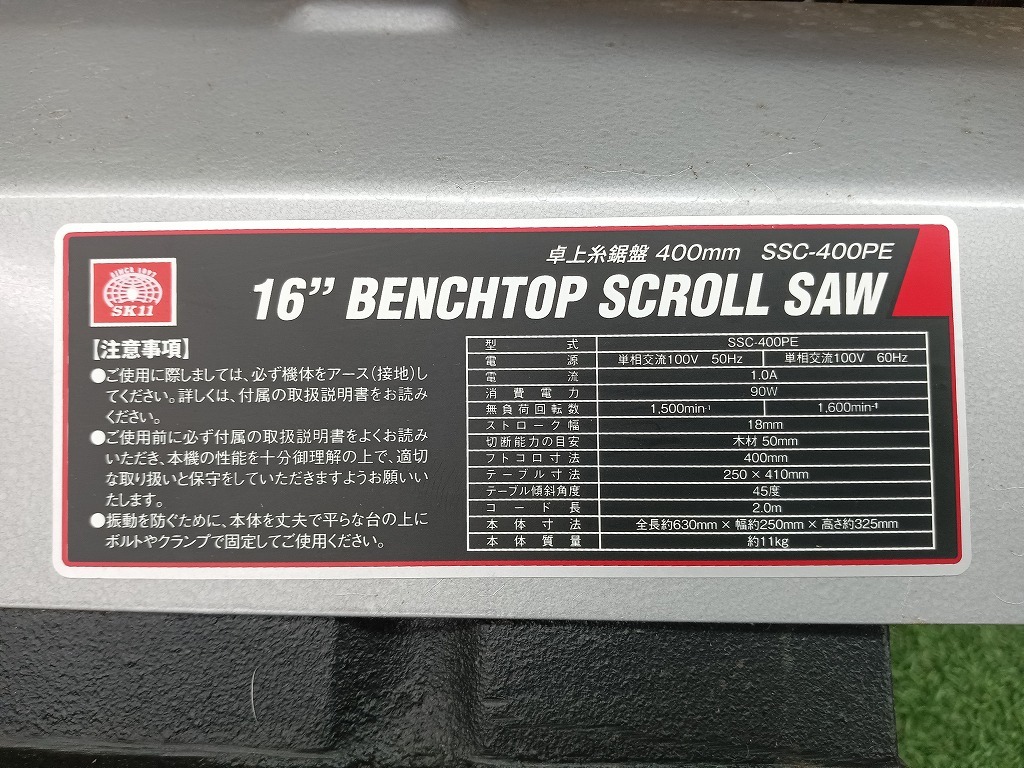 卓上糸鋸盤 400mm SSC-400PE
SINCE 1997
SK11
16” BENCHTOP SCROLL SAW
【注意事項】
●ご使用に際しましては、必ず機体をアース(接地)し
てください。詳しくは、付属の取扱説明書をお読み
ください。
●ご使用前に必ず付属の取扱説明書をよくお読み
いただき、本機の性能を十分御理解の上で、適切
な取り扱いと保守をしていただきますようお願いい
たします。
●振動を防ぐために、本体を丈夫で平らな台の上に
ボルトやクランプで固定してご使用ください。
型式 SSC-400PE
電源 単相交流100V 50Hz 単相交流100V 60Hz
電流 1.0A
消費電力 90W
無負荷回転数 1,500min⁻¹ 1,600min⁻¹
ストローク幅 18mm
切断能力の目安 木材 50mm
フトコロ寸法 400mm
テーブル寸法 250 × 410mm
テーブル傾斜角度 45度
コード長 2.0m
本体寸法 全長約630mm × 幅約250mm × 高さ約325mm
本体質量 約11kg